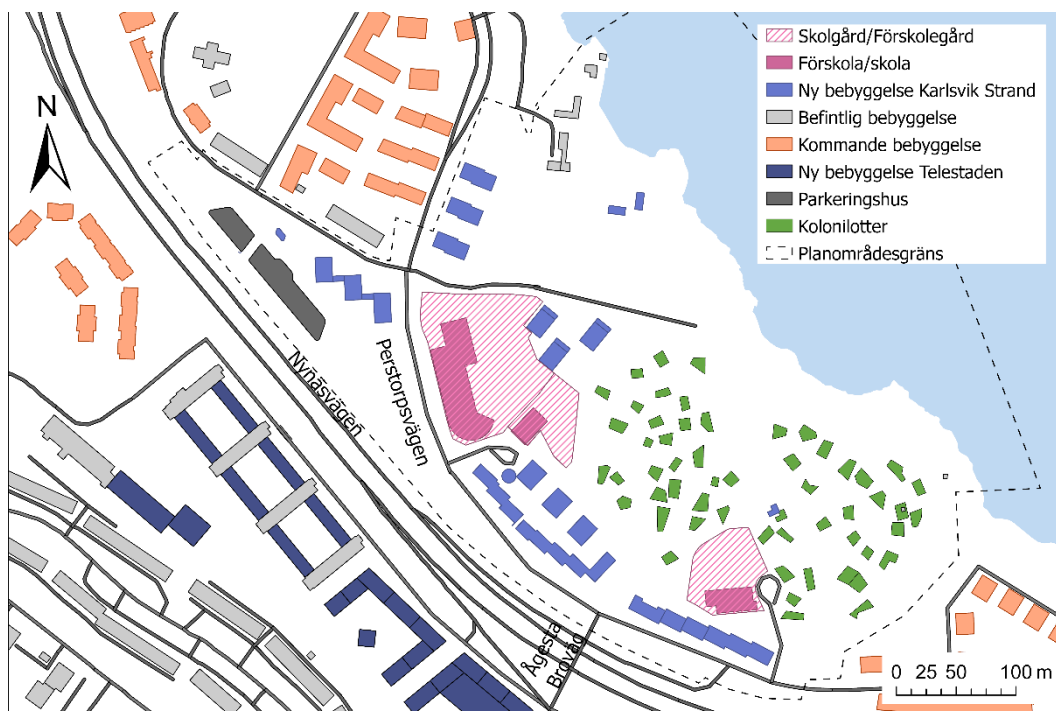 N
Skolgård/Förskolegård
Förskola/skola
Ny bebyggelse Karlsvik Strand
Befintlig bebyggelse
Kommande bebyggelse
Ny bebyggelse Telestaden
Parkeringshus
Kolonilotter
Planområdesgräns
Nynäsvägen
Perstorpsvägen
Ågesta
Broväg
0 25 50 100 m